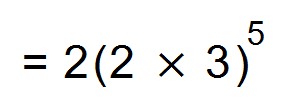 = 2(2 × 3)⁵